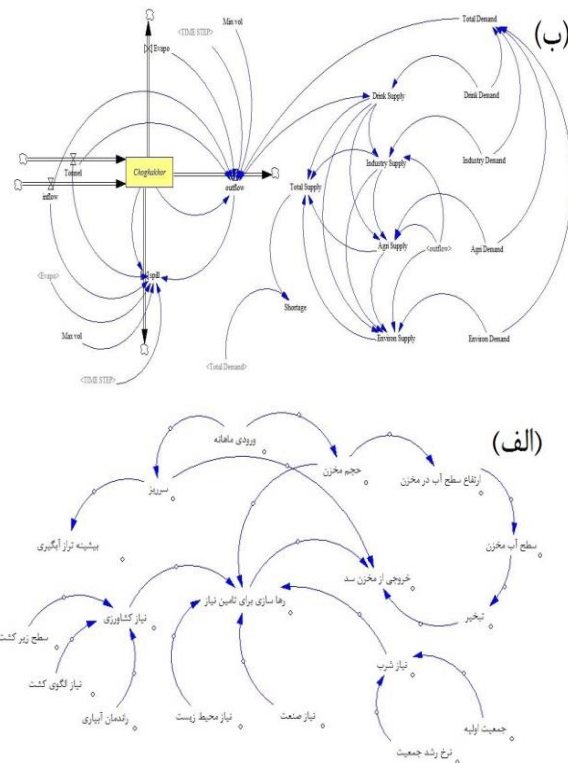 (ب)
Max vol
Total Demand
<TIME STEP>
Evapo
Drink Supply
Drink Demand
Industry Supply
Industry Demand
Tonnel
Choghakhor
Total Supply
outflow
inflow
Agri Supply
<outflow>
Agri Demand
<Evapo>
spill
Shortage
Max vol
Environ Supply
Environ Demand
<TIME STEP>
<Total Demand>
(الف)
ورودی ماهانه
حجم مخزن
ارتفاع سطح آب در مخزن
سرریز
بیشینه تراز آبگیری
سطح آب مخزن
خروجی از مخزن سد
رها سازی برای تامین نیاز
تبخیر
نیاز کشاورزی
سطح زیر کشت
نیاز الگوی کشت
راندمان آبیاری
نیاز محیط زیست
نیاز صنعت
نیاز شرب
جمعیت اولیه
نرخ رشد جمعیت